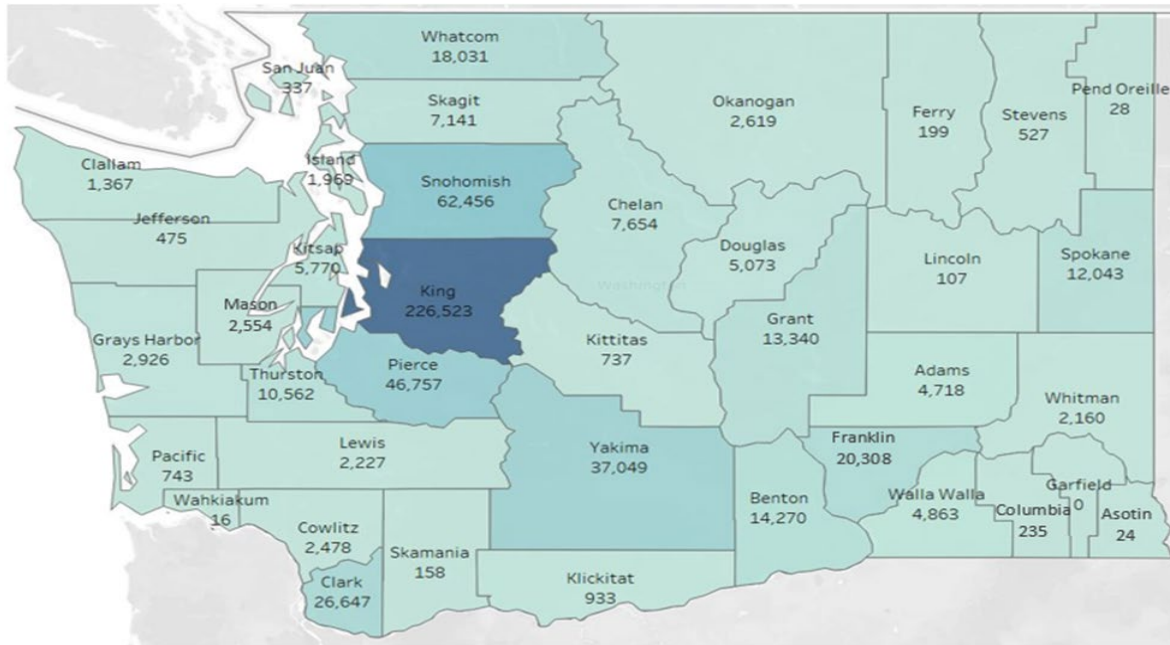 Whatcom
18,031
San Juan
337
Skagit
7,141
Okanogan
2,619
Ferry
199
Stevens
527
Pend Oreille
28
Clallam
1,367
Island
1,969
Snohomish
62,456
Chelan
7,654
Jefferson
475
Kitsap
5,770
Douglas
5,073
Lincoln
107
Spokane
12,043
King
226,523
Washington
Mason
2,554
Grant
13,340
Grays Harbor
2,926
Kittitas
737
Thurston
10,562
Pierce
46,757
Adams
4,718
Whitman
2,160
Lewis
2,227
Yakima
37,049
Franklin
20,308
Pacific
743
Wahkiakum
16
Benton
14,270
Walla Walla
4,863
Columbia
235
Garfield
0
Asotin
24
Cowlitz
2,478
Skamania
158
Clark
26,647
Klickitat
933